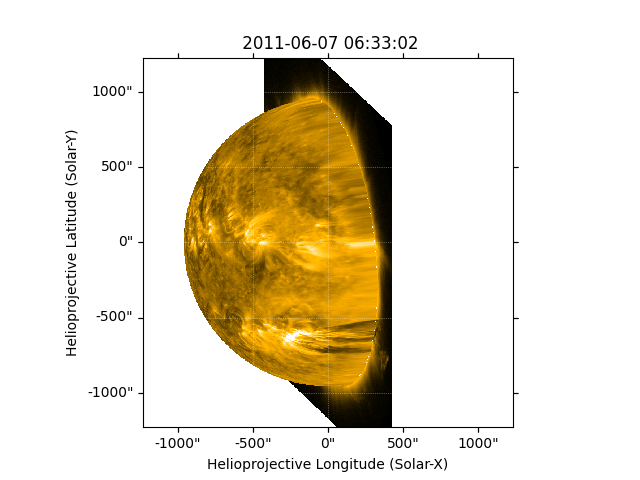 2011-06-07 06:33:02
1000"
500"
0"
-500"
-1000"
Helioprojective Latitude (Solar-Y)
-1000" -500" 0" 500" 1000"
Helioprojective Longitude (Solar-X)